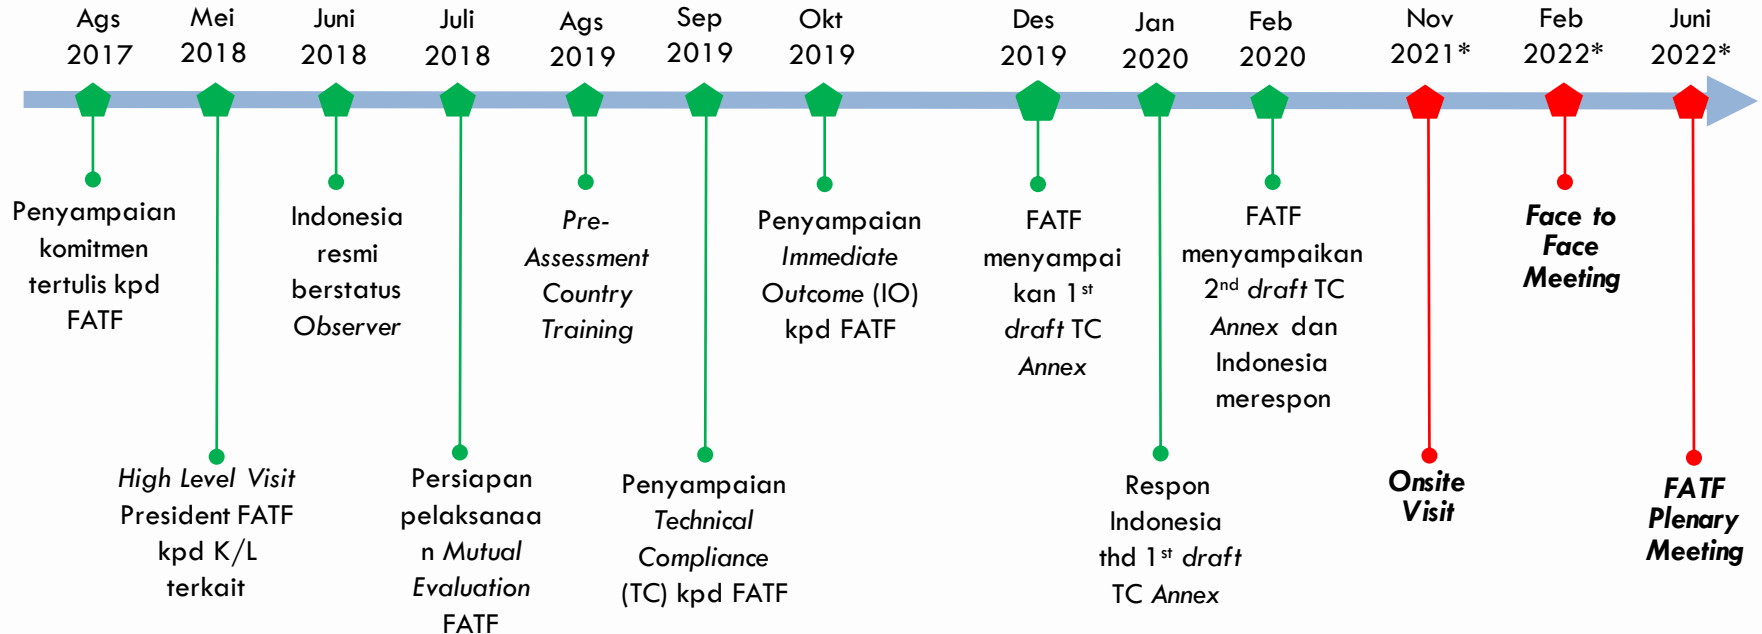 Ags
2017
Mei
2018
Juni
2018
Juli
2018
Ags
2019
Sep
2019
Okt
2019
Des
2019
Jan
2020
Feb
2020
Nov
2021*
Feb
2022*
Juni
2022*
Penyampaian
komitmen
tertulis kpd
FATF
High Level Visit
President FATF
kpd K/L
terkait
Indonesia
resmi
berstatus
Observer
Persiapan
pelaksanaa
n Mutual
Evaluation
FATF
Pre-
Assessment
Country
Training
Penyampaian
Technical
Compliance
(TC) kpd FATF
Penyampaian
Immediate
Outcome (IO)
kpd FATF
FATF
menyampai
kan 1st
draft TC
Annex
Respon
Indonesia
thd 1st draft
TC Annex
FATF
menyampaikan
2nd draft TC
Annex dan
Indonesia
merespon
Onsite
Visit
Face to
Face
Meeting
FATF
Plenary
Meeting